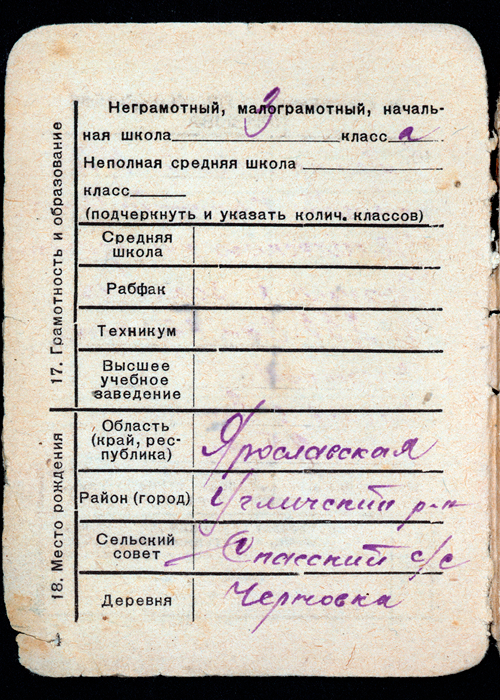 17. Грамотность и образование
Неграмотный, малограмотный, началь-
ная школа 3 класс а
Неполная средняя школа
класс
(подчеркнуть и указать колич. классов)
Средняя
школа
Рабфак
Техникум
Высшее
учебное
заведение
18. Место рождения
Область
(край, рес-
публика)
Ярославская
Район (город) Угличский р-н
Сельский
совет
Спасский с/с
Деревня Чертовка